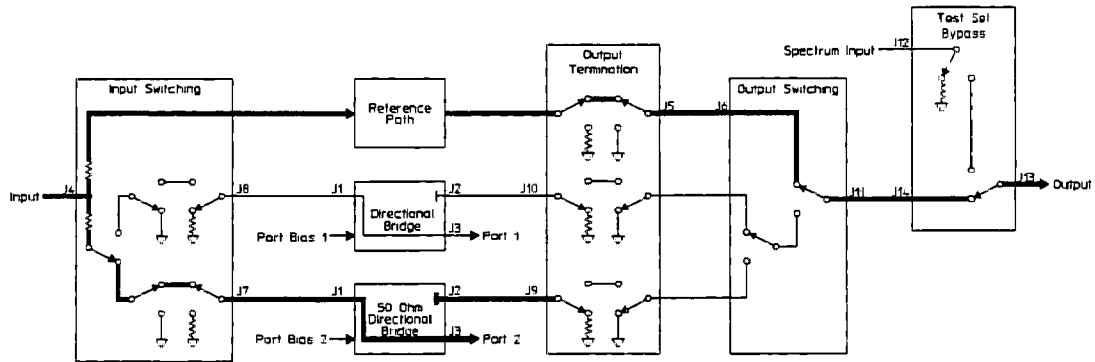 Test Set
Bypass
Spectrum Input
J12
Output
Termination
Input Switching
Output Switching
Reference
Path
J5
J6
Input
J4
J8
J1
J2
J10
J11
J14
J13
Output
Directional
Bridge
J3
Port Bias 1
Port 1
J7
J1
J2
J9
50 Ohm
Directional
Bridge
J3
Port Bias 2
Port 2